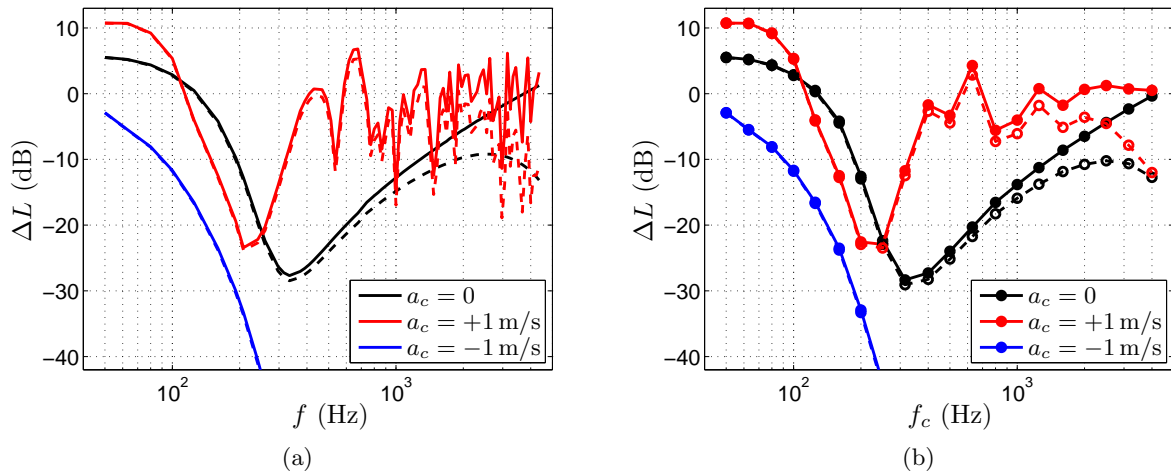 10
0
−10
−20
−30
−40
ΔL (dB)
10²
10³
f (Hz)
a_c = 0
a_c = +1 m/s
a_c = −1 m/s
(a)
10
0
−10
−20
−30
−40
ΔL (dB)
10²
10³
f_c (Hz)
a_c = 0
a_c = +1 m/s
a_c = −1 m/s
(b)